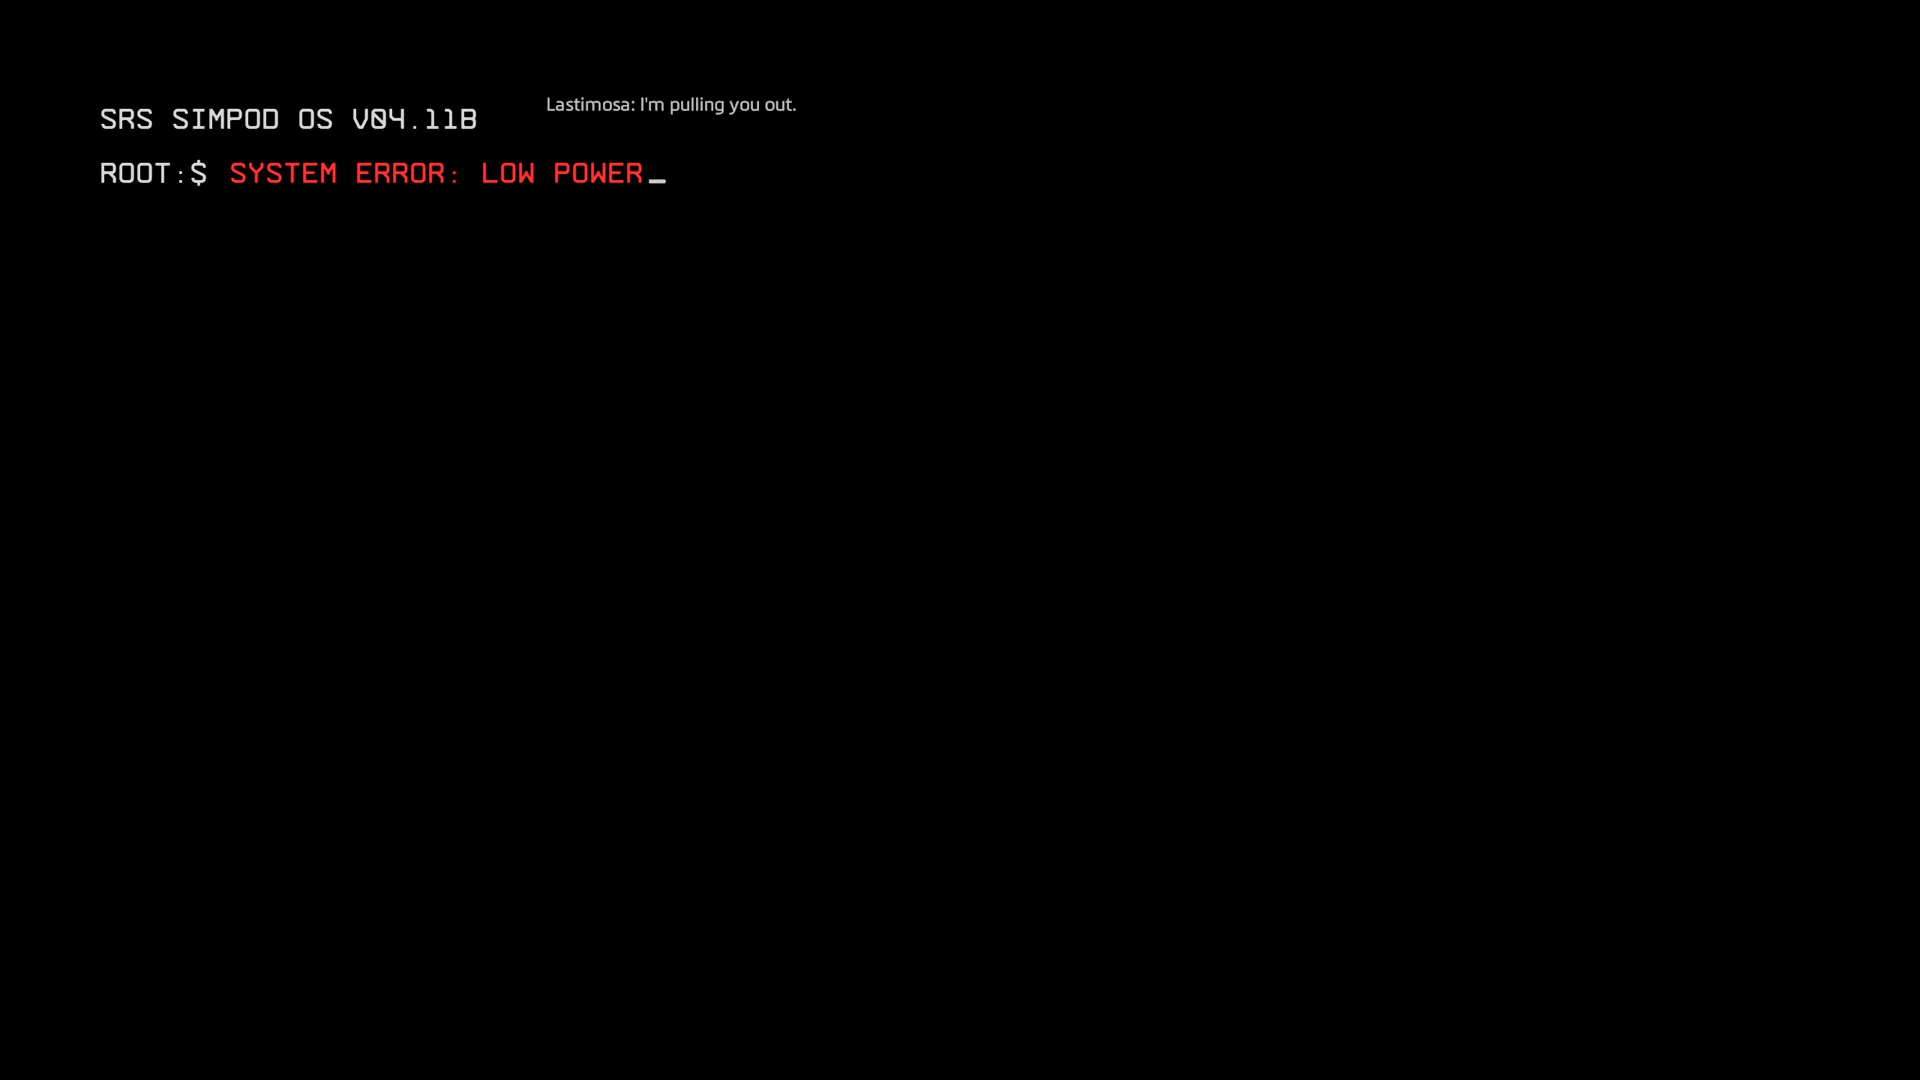 Lastimosa: I'm pulling you out.
SRS SIMPOD OS V04.11B
ROOT:$ SYSTEM ERROR: LOW POWER_